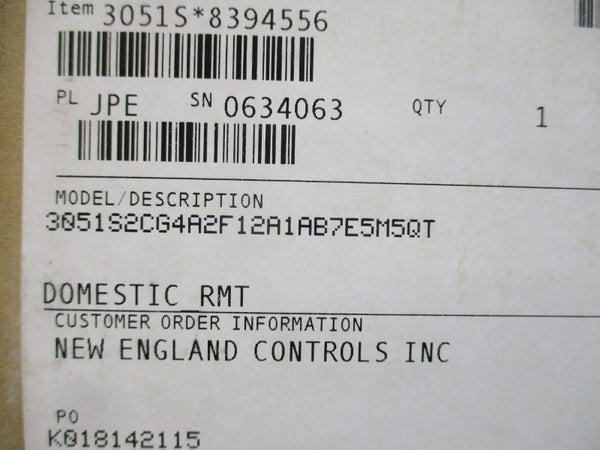 Item 3051S*8394556
PL JPE SN 0634063 QTY 1
MODEL/DESCRIPTION
3051S2CG4A2F12A1AB7E5M5QT
DOMESTIC RMT
CUSTOMER ORDER INFORMATION
NEW ENGLAND CONTROLS INC
PO
K018142115